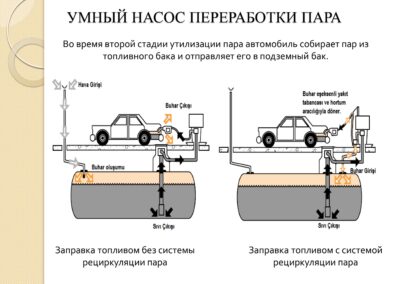 УМНЫЙ НАСОС ПЕРЕРАБОТКИ ПАРА
Во время второй стадии утилизации пара автомобиль собирает пар из
топливного бака и отправляет его в подземный бак.
Hava Girişi
Buhar Çıkışı
Buhar oluşumu
Sıvı Çıkışı
Buhar eşeksenli yakıt
tabancası ve hortum
aracılığıyla döner.
Buhar Girişi
Sıvı Çıkışı
Заправка топливом без системы
рециркуляции пара
Заправка топливом с системой
рециркуляции пара